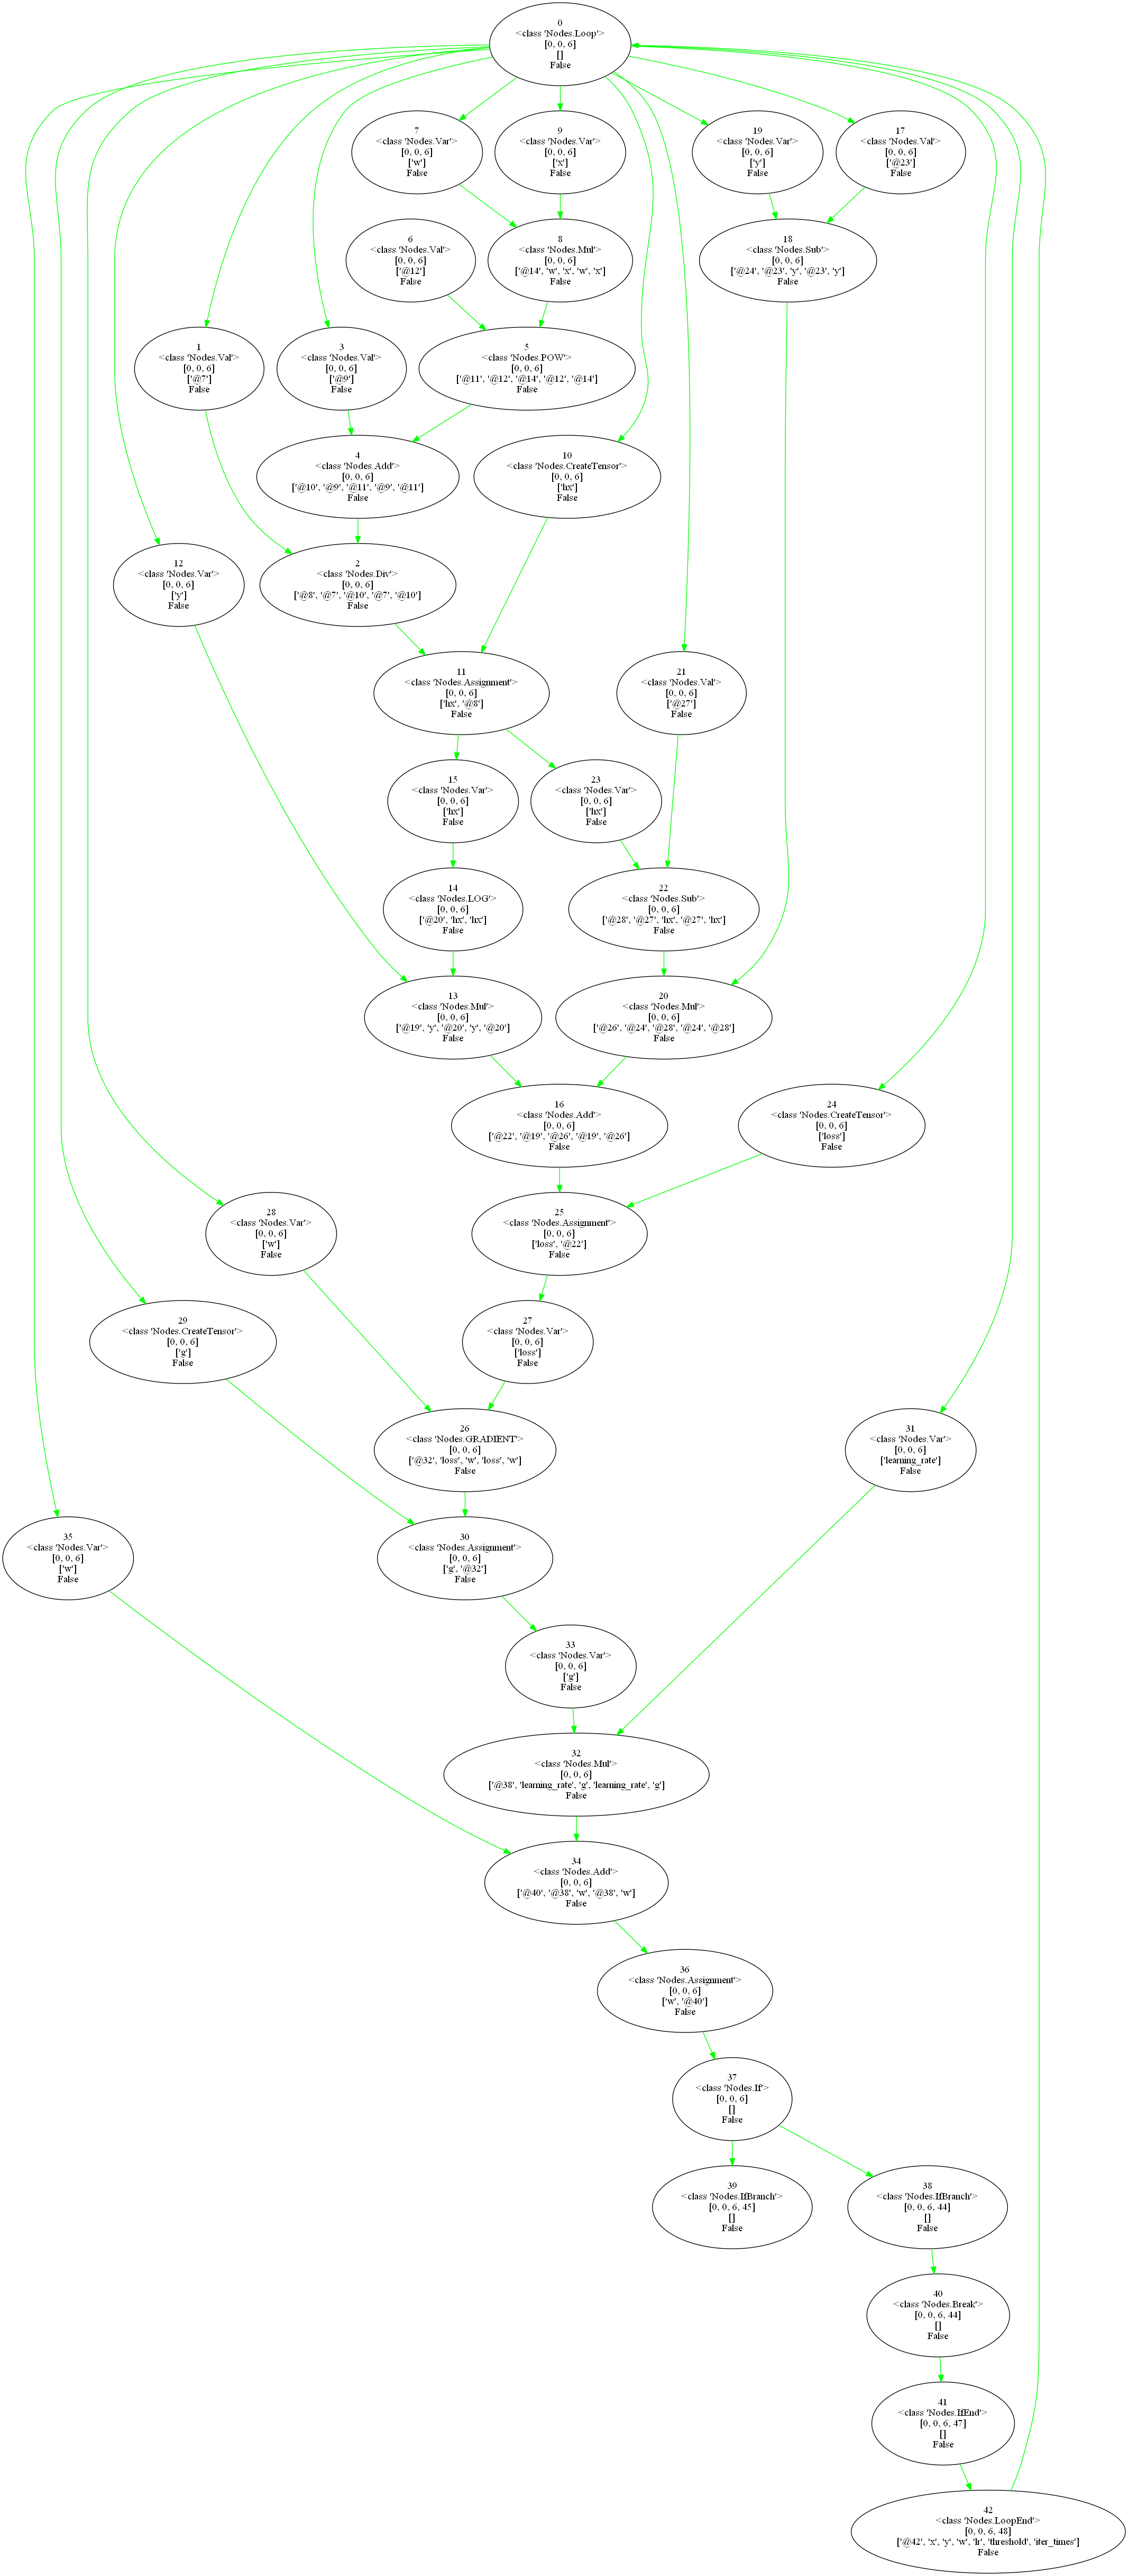 0
<class 'Nodes.Loop'>
[0, 0, 6]
[]
False
7
<class 'Nodes.Var'>
[0, 0, 6]
['w']
False
9
<class 'Nodes.Var'>
[0, 0, 6]
['x']
False
19
<class 'Nodes.Var'>
[0, 0, 6]
['y']
False
17
<class 'Nodes.Val'>
[0, 0, 6]
['@23']
False
6
<class 'Nodes.Val'>
[0, 0, 6]
['@12']
False
8
<class 'Nodes.Mul'>
[0, 0, 6]
['@14', 'w', 'x', 'w', 'x']
False
18
<class 'Nodes.Sub'>
[0, 0, 6]
['@24', '@23', 'y', '@23', 'y']
False
1
<class 'Nodes.Val'>
[0, 0, 6]
['@7']
False
3
<class 'Nodes.Val'>
[0, 0, 6]
['@9']
False
5
<class 'Nodes.POW'>
[0, 0, 6]
['@11', '@12', '@14', '@12', '@14']
False
4
<class 'Nodes.Add'>
[0, 0, 6]
['@10', '@9', '@11', '@9', '@11']
False
10
<class 'Nodes.CreateTensor'>
[0, 0, 6]
['hx']
False
12
<class 'Nodes.Var'>
[0, 0, 6]
['y']
False
2
<class 'Nodes.Div'>
[0, 0, 6]
['@8', '@7', '@10', '@7', '@10']
False
11
<class 'Nodes.Assignment'>
[0, 0, 6]
['hx', '@8']
False
21
<class 'Nodes.Val'>
[0, 0, 6]
['@27']
False
15
<class 'Nodes.Var'>
[0, 0, 6]
['hx']
False
23
<class 'Nodes.Var'>
[0, 0, 6]
['hx']
False
14
<class 'Nodes.LOG'>
[0, 0, 6]
['@20', 'hx', 'hx']
False
22
<class 'Nodes.Sub'>
[0, 0, 6]
['@28', '@27', 'hx', '@27', 'hx']
False
13
<class 'Nodes.Mul'>
[0, 0, 6]
['@19', 'y', '@20', 'y', '@20']
False
20
<class 'Nodes.Mul'>
[0, 0, 6]
['@26', '@24', '@28', '@24', '@28']
False
16
<class 'Nodes.Add'>
[0, 0, 6]
['@22', '@19', '@26', '@19', '@26']
False
24
<class 'Nodes.CreateTensor'>
[0, 0, 6]
['loss']
False
28
<class 'Nodes.Var'>
[0, 0, 6]
['w']
False
25
<class 'Nodes.Assignment'>
[0, 0, 6]
['loss', '@22']
False
29
<class 'Nodes.CreateTensor'>
[0, 0, 6]
['g']
False
27
<class 'Nodes.Var'>
[0, 0, 6]
['loss']
False
26
<class 'Nodes.GRADIENT'>
[0, 0, 6]
['@32', 'loss', 'w', 'loss', 'w']
False
31
<class 'Nodes.Var'>
[0, 0, 6]
['learning_rate']
False
35
<class 'Nodes.Var'>
[0, 0, 6]
['w']
False
30
<class 'Nodes.Assignment'>
[0, 0, 6]
['g', '@32']
False
33
<class 'Nodes.Var'>
[0, 0, 6]
['g']
False
32
<class 'Nodes.Mul'>
[0, 0, 6]
['@38', 'learning_rate', 'g', 'learning_rate', 'g']
False
34
<class 'Nodes.Add'>
[0, 0, 6]
['@40', '@38', 'w', '@38', 'w']
False
36
<class 'Nodes.Assignment'>
[0, 0, 6]
['w', '@40']
False
37
<class 'Nodes.If'>
[0, 0, 6]
[]
False
39
<class 'Nodes.IfBranch'>
[0, 0, 6, 45]
[]
False
38
<class 'Nodes.IfBranch'>
[0, 0, 6, 44]
[]
False
40
<class 'Nodes.Break'>
[0, 0, 6, 44]
[]
False
41
<class 'Nodes.IfEnd'>
[0, 0, 6, 47]
[]
False
42
<class 'Nodes.LoopEnd'>
[0, 0, 6, 48]
['@42', 'x', 'y', 'w', 'lr', 'threshold', 'iter_times']
False